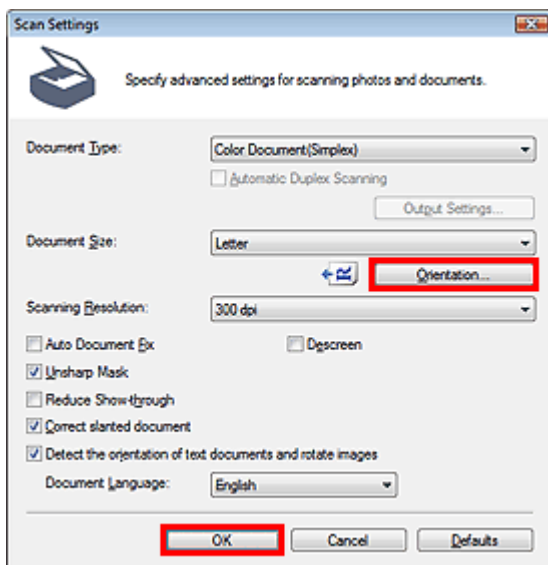 Scan Settings
Specify advanced settings for scanning photos and documents.
Document Type: Color Document(Simplex)
Automatic Duplex Scanning
Output Settings...
Document Size: Letter
Orientation...
Scanning Resolution: 300 dpi
Auto Document Fix Descreen
Unsharp Mask
Reduce Show-through
Correct slanted document
Detect the orientation of text documents and rotate images
Document Language: English
OK Cancel Defaults